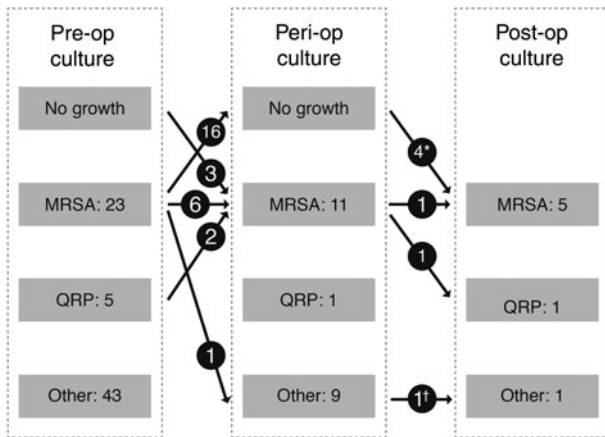 Pre-op
culture
Peri-op
culture
Post-op
culture
No growth
No growth
16
4*
3
MRSA: 23
6
MRSA: 11
1
MRSA: 5
2
1
QRP: 5
QRP: 1
QRP: 1
1
Other: 43
Other: 9
1†
Other: 1